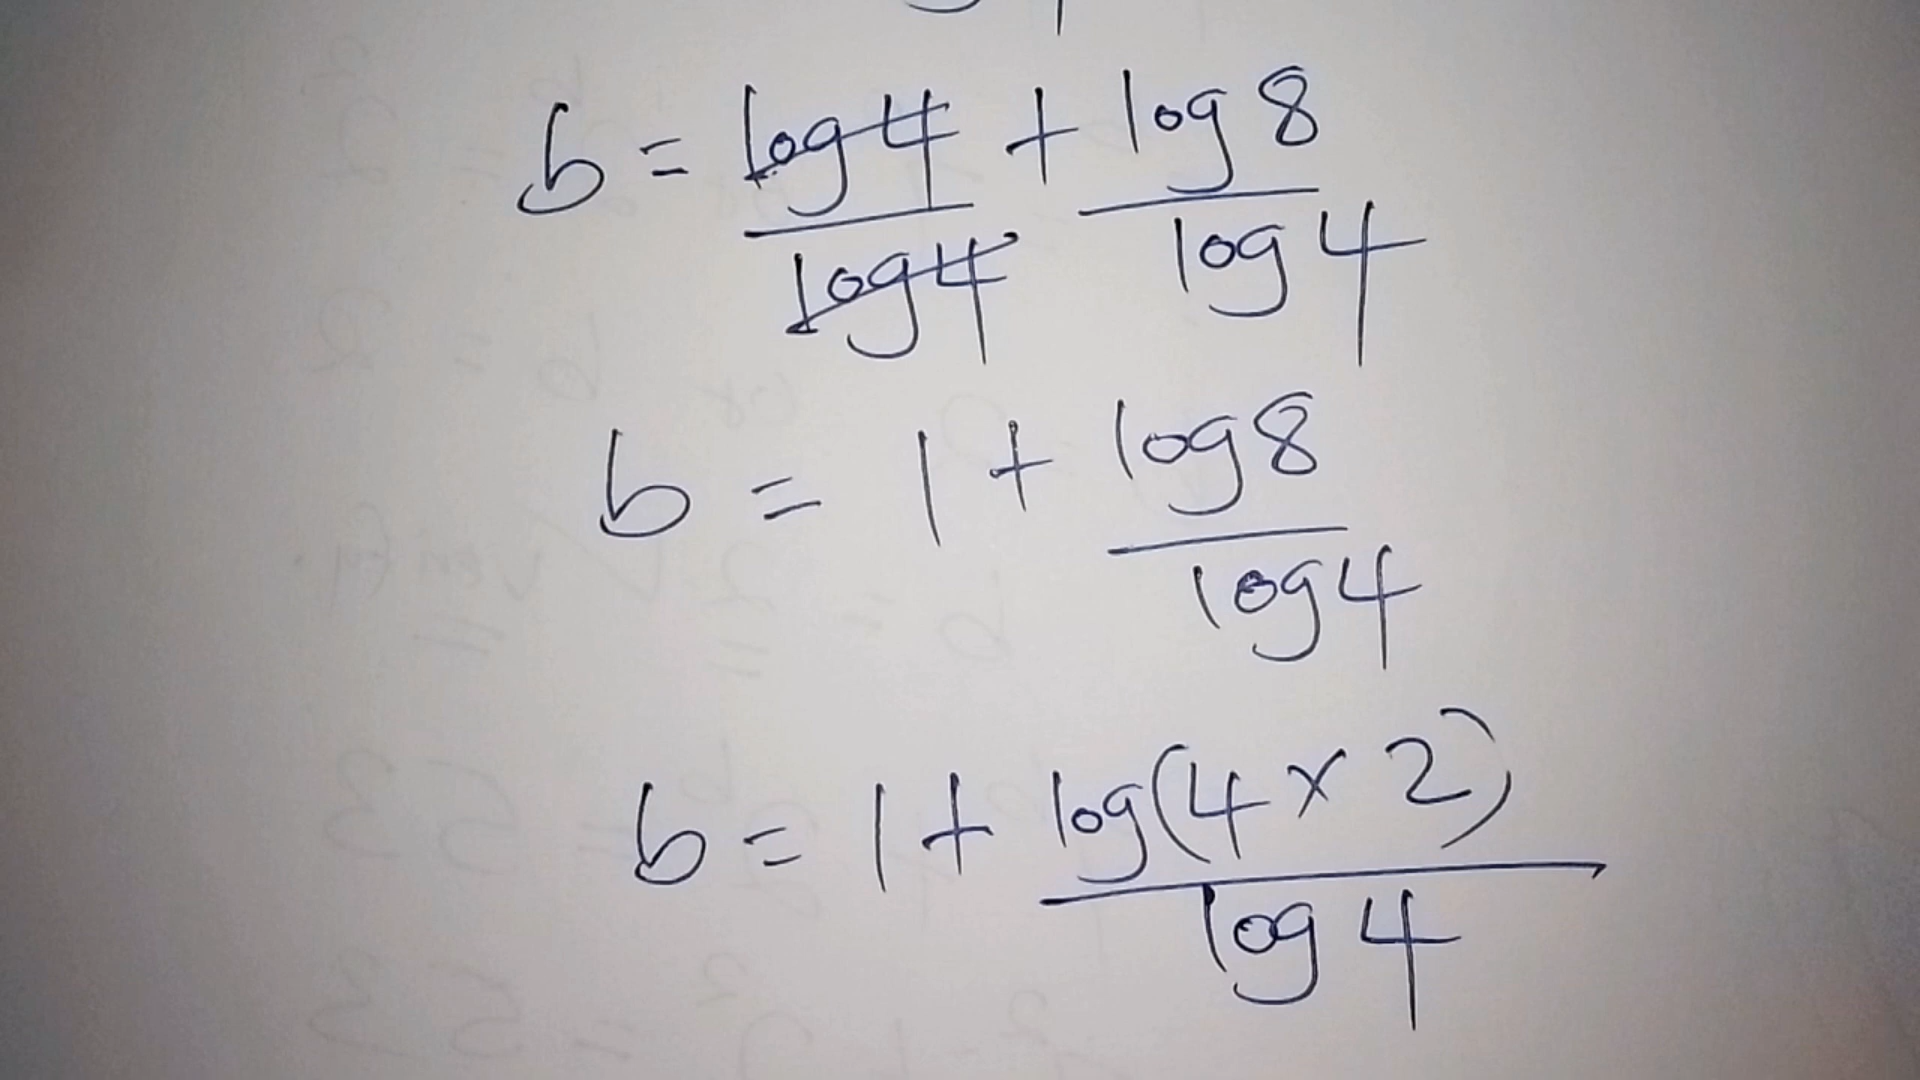 b = log4/log4 + log8/log4
b = 1 + log8/log4
b = 1 + log(4 × 2)/log4